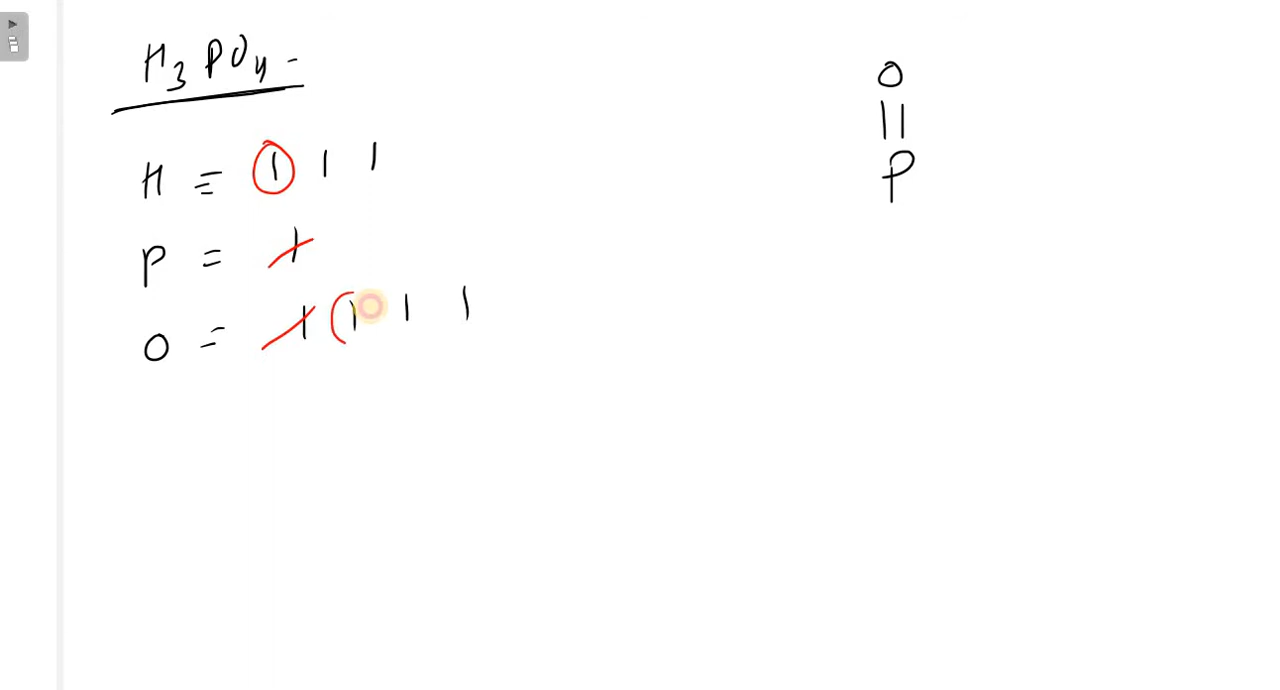 H3PO4 -
H = 1 1 1
P = 1
O = 1 1 1 1
O
||
P